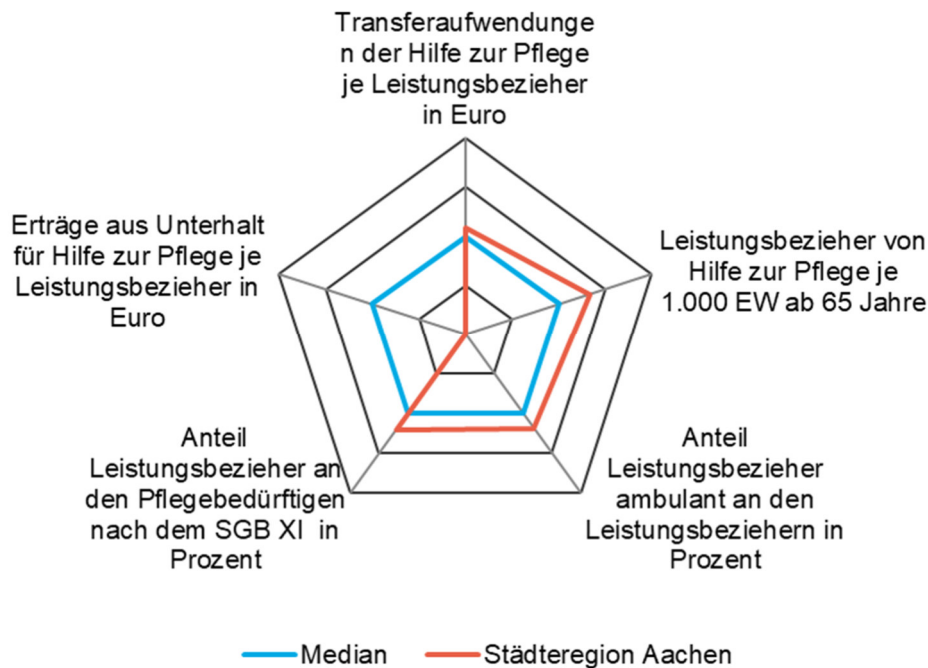 Transferaufwendunge
n der Hilfe zur Pflege
je Leistungsbezieher
in Euro
Erträge aus Unterhalt
für Hilfe zur Pflege je
Leistungsbezieher in
Euro
Leistungsbezieher von
Hilfe zur Pflege je
1.000 EW ab 65 Jahre
Anteil
Leistungsbezieher an
den Pflegebedürftigen
nach dem SGB XI in
Prozent
Anteil
Leistungsbezieher
ambulant an den
Leistungsbeziehern in
Prozent
Median
Städteregion Aachen